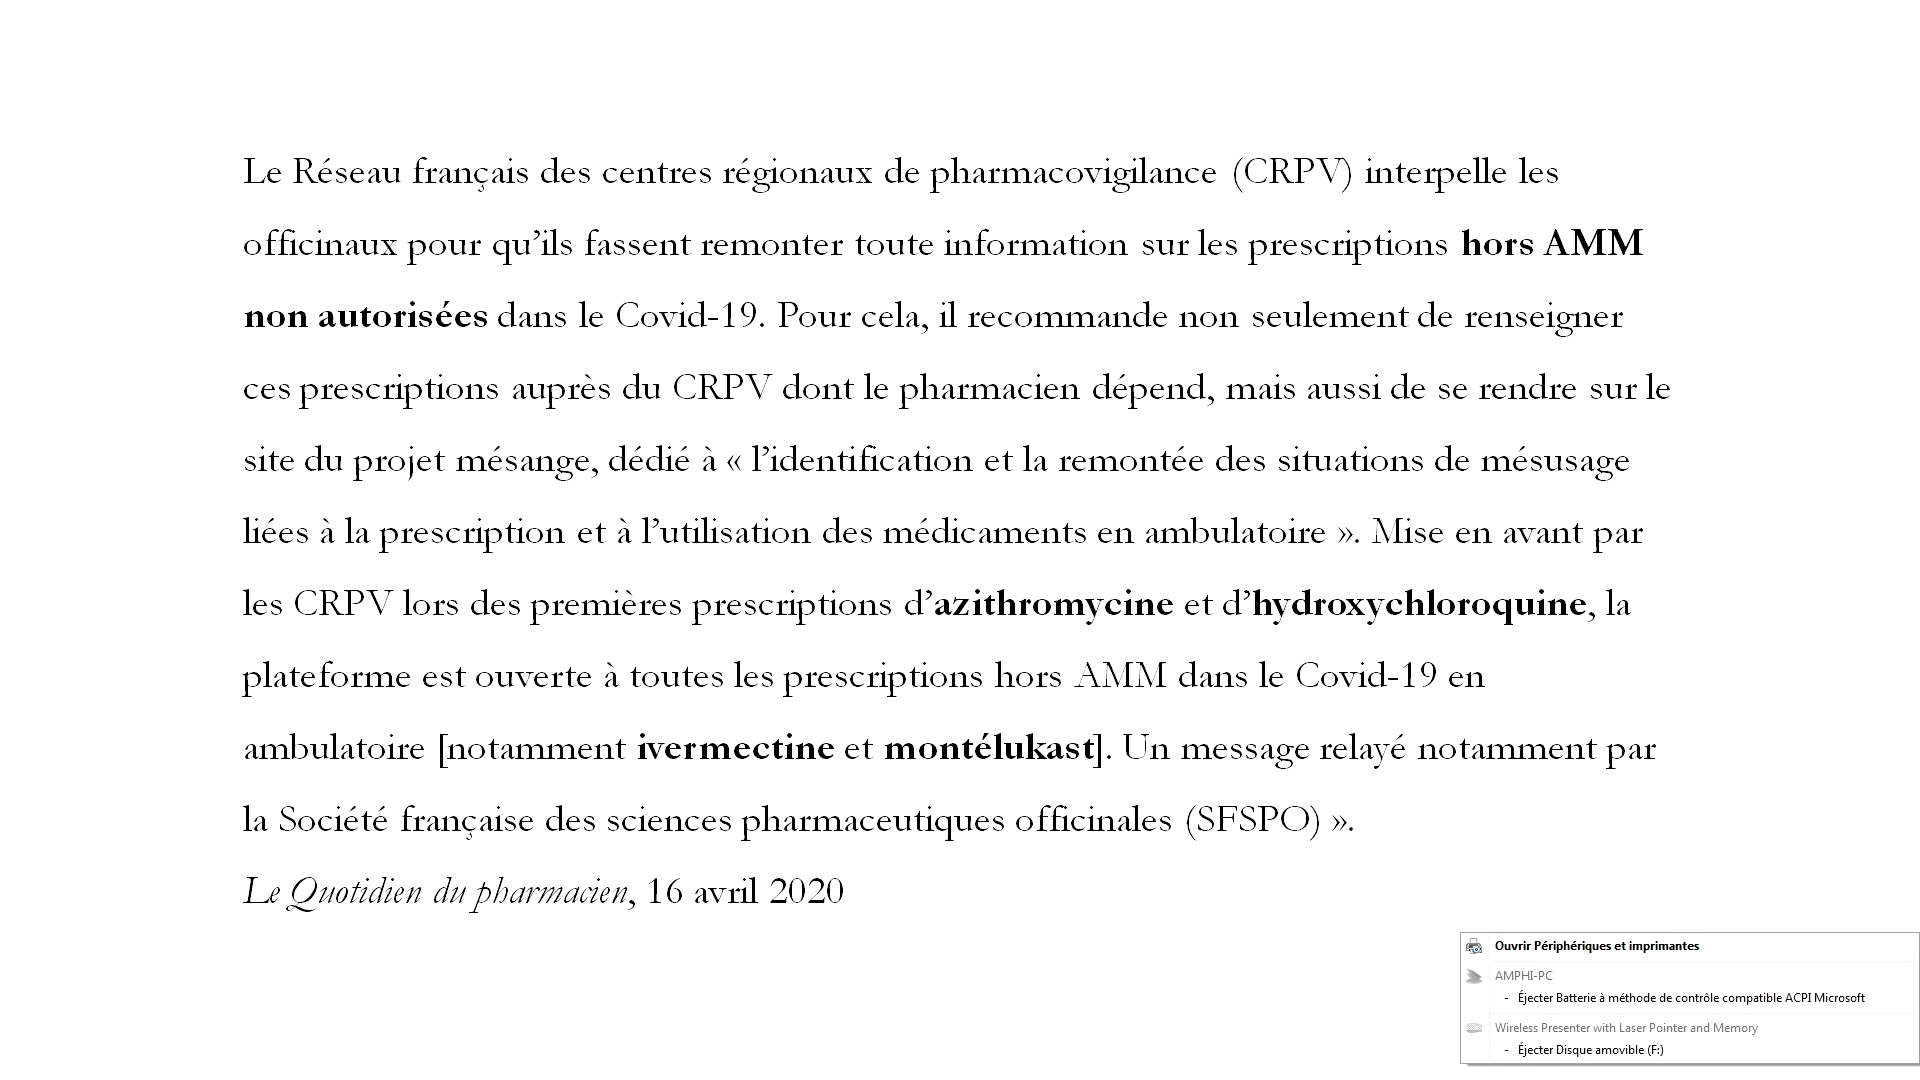 Le Réseau français des centres régionaux de pharmacovigilance (CRPV) interpelle les
officinaux pour qu’ils fassent remonter toute information sur les prescriptions hors AMM
non autorisées dans le Covid-19. Pour cela, il recommande non seulement de renseigner
ces prescriptions auprès du CRPV dont le pharmacien dépend, mais aussi de se rendre sur le
site du projet mésange, dédié à « l’identification et la remontée des situations de mésusage
liées à la prescription et à l’utilisation des médicaments en ambulatoire ». Mise en avant par
les CRPV lors des premières prescriptions d’azithromycine et d’hydroxychloroquine, la
plateforme est ouverte à toutes les prescriptions hors AMM dans le Covid-19 en
ambulatoire [notamment ivermectine et montélukast]. Un message relayé notamment par
la Société française des sciences pharmaceutiques officinales (SFSPO) ».
Le Quotidien du pharmacien, 16 avril 2020
Ouvrir Périphériques et imprimantes
AMPHI-PC
- Éjecter Batterie à méthode de contrôle compatible ACPI Microsoft
Wireless Presenter with Laser Pointer and Memory
- Éjecter Disque amovible (F:)